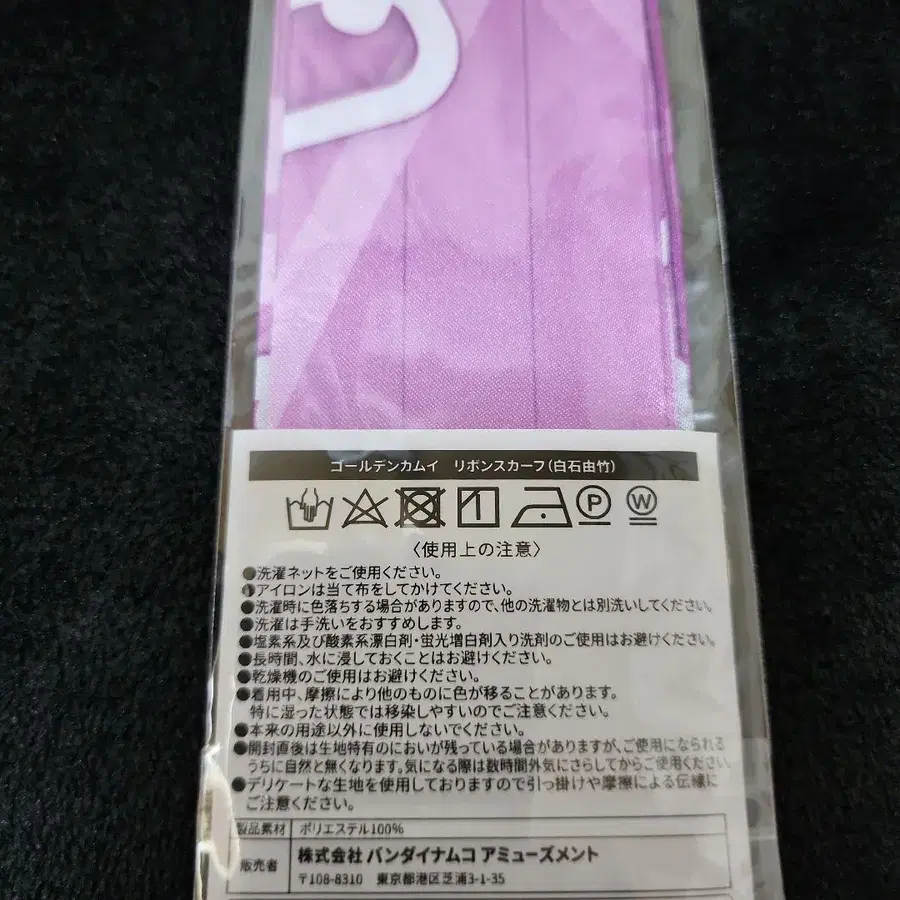 ゴールデンカムイ　リボンスカーフ（白石由竹）
P W
〈使用上の注意〉
●洗濯ネットをご使用ください。
●アイロンは当て布をしてかけてください。
●洗濯時に色落ちする場合がありますので、他の洗濯物とは別洗いしてください。
●洗濯は手洗いをおすすめします。
●塩素系及び酸素系漂白剤・蛍光増白剤入り洗剤のご使用はお避けください。
●長時間、水に浸しておくことはお避けください。
●乾燥機のご使用はお避けください。
●着用中、摩擦により他のものに色が移ることがあります。
特に湿った状態では移染しやすいのでご注意ください。
●本来の用途以外に使用しないでください。
●開封直後は生地特有のにおいが残っている場合がありますが、ご使用になられる
うちに自然と無くなります。気になる際は数時間外気にさらしてからご使用ください。
●デリケートな生地を使用しておりますので引っ掛けや摩擦による伝線に
ご注意ください。
製品素材 ポリエステル100%
販売者 株式会社 バンダイナムコ アミューズメント
〒108-8310　東京都港区芝浦3-1-35